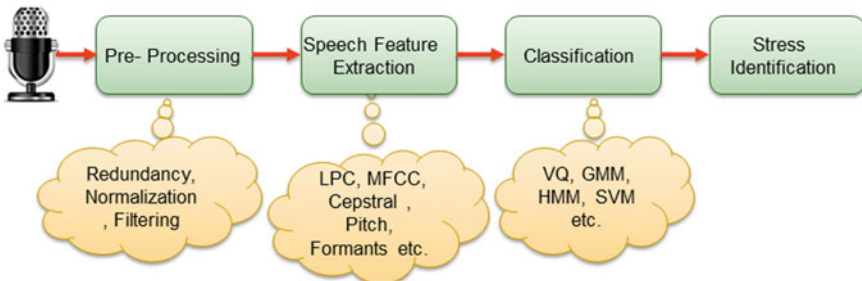 Pre- Processing
Speech Feature
Extraction
Classification
Stress
Identification
Redundancy,
Normalization
, Filtering
LPC, MFCC,
Cepstral ,
Pitch,
Formants etc.
VQ, GMM,
HMM, SVM
etc.